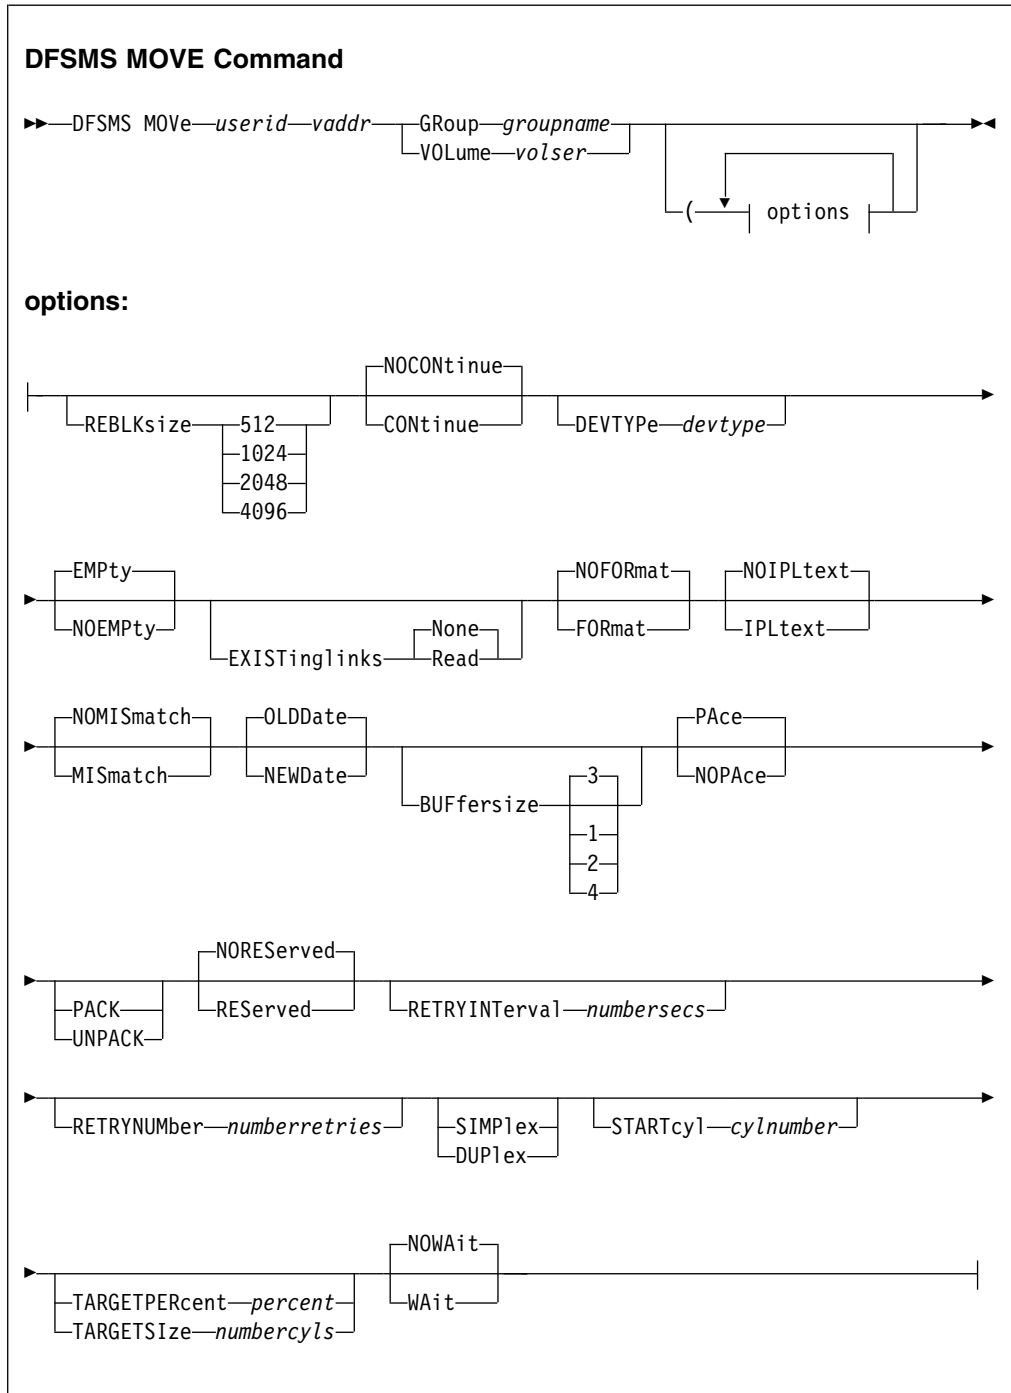 DFSMS MOVE Command
DFSMS MOVe userid vaddr GRoup groupname
VOLume volser
( options
options:
NOCONtinue
REBLKsize 512 CONtinue DEVTYPe devtype
1024
2048
4096
EMPty NOFORmat NOIPLtext
NOEMPty None FORmat IPLtext
EXISTinglinks Read
NOMISmatch OLDDate PAce
MISmatch NEWDate 3 NOPAce
BUFfersize
1
2
4
NOREServed
PACK REServed RETRYINTerval numbersecs
UNPACK
RETRYNUMber numberretries SIMPlex STARTcyl cylnumber
DUPlex
NOWAit
TARGETPERcent percent WAit
TARGETSIze numbercyls